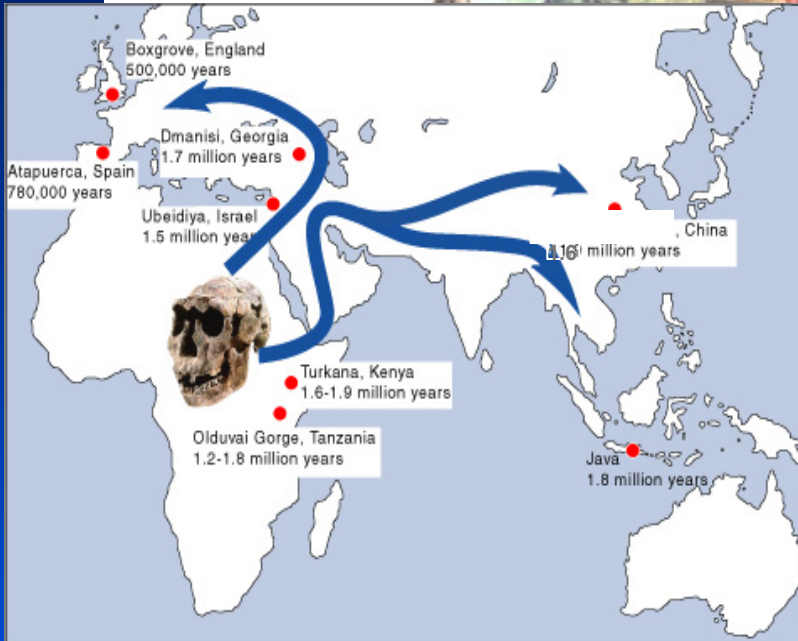 Boxgrove, England
500,000 years
Dmanisi, Georgia
1.7 million years
Atapuerca, Spain
780,000 years
Ubeidiya, Israel
1.5 million year
, China
million years
Turkana, Kenya
1.6-1.9 million years
Olduvai Gorge, Tanzania
1.2-1.8 million years
Java
1.8 million years